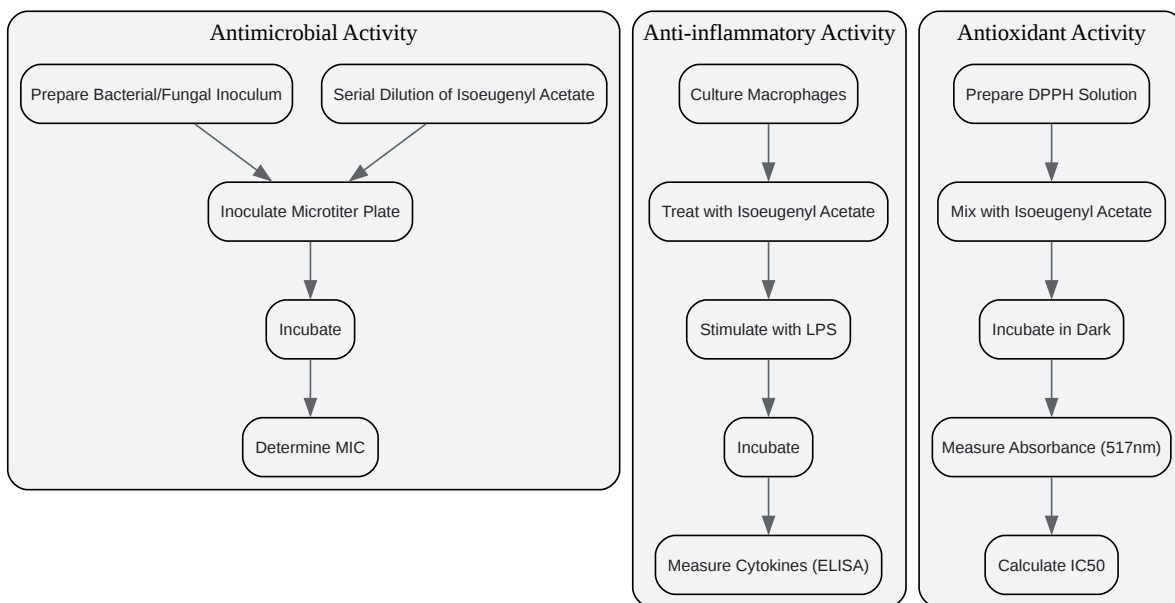 Antimicrobial Activity
Prepare Bacterial/Fungal Inoculum
Serial Dilution of Isoeugenyl Acetate
Inoculate Microtiter Plate
Incubate
Determine MIC
Anti-inflammatory Activity
Culture Macrophages
Treat with Isoeugenyl Acetate
Stimulate with LPS
Incubate
Measure Cytokines (ELISA)
Antioxidant Activity
Prepare DPPH Solution
Mix with Isoeugenyl Acetate
Incubate in Dark
Measure Absorbance (517nm)
Calculate IC50